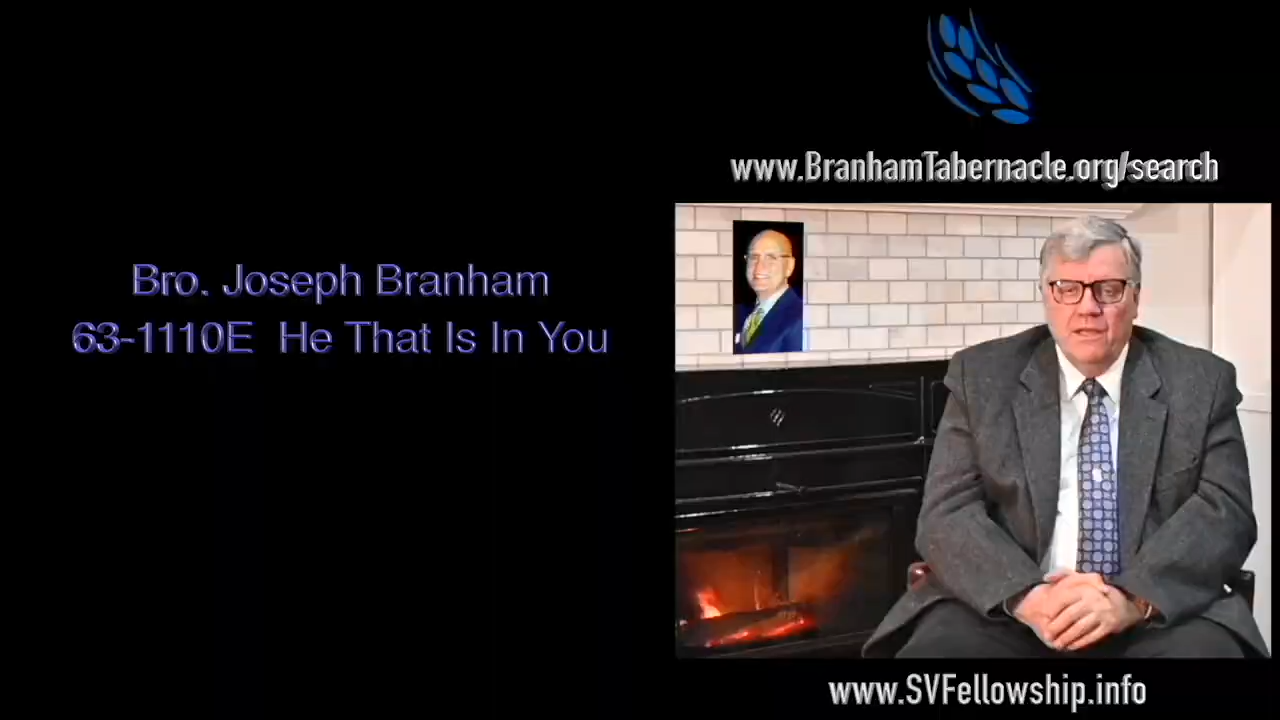 www.BranhamTabernacle.org/search
Bro. Joseph Branham
63-1110E He That Is In You
www.SVFellowship.info